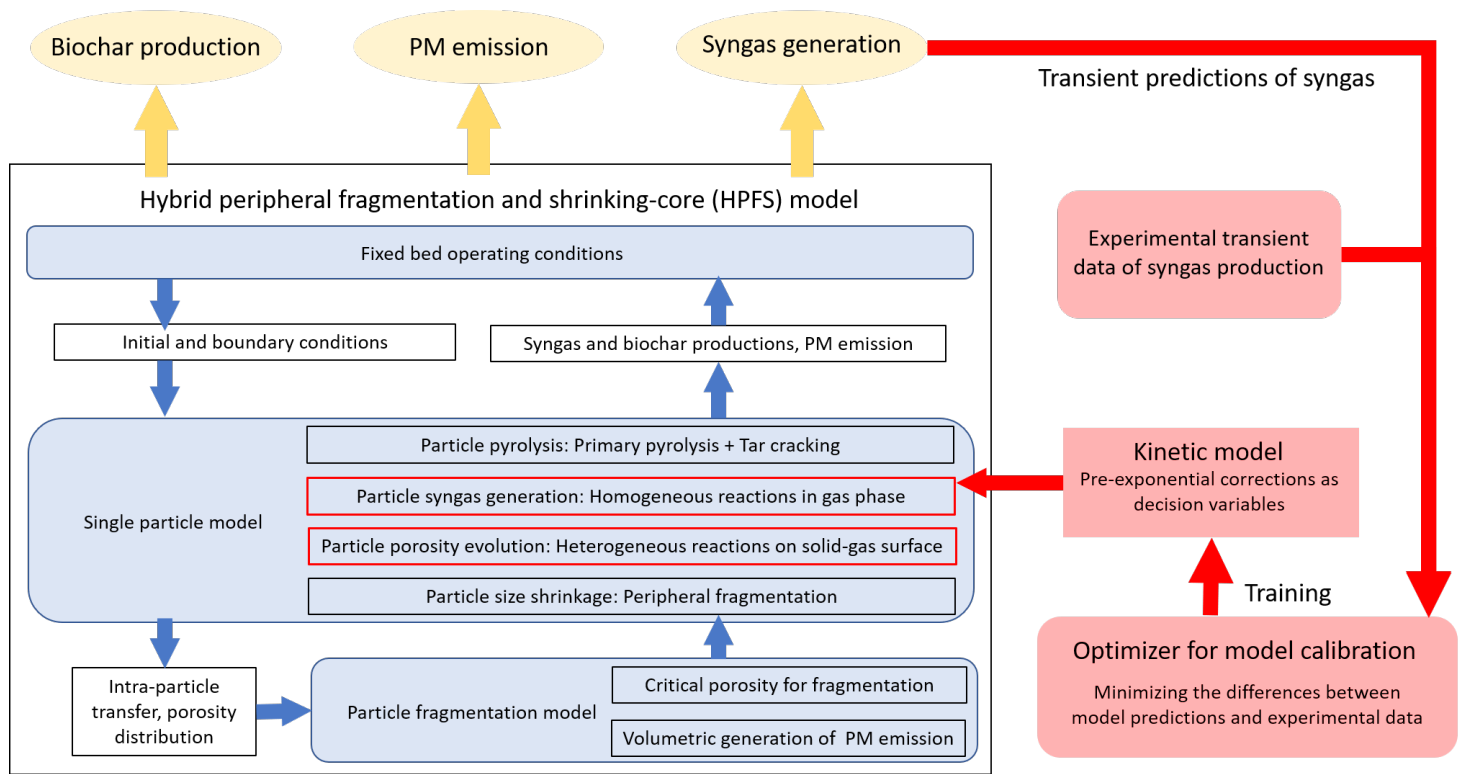 Biochar production
PM emission
Syngas generation
Transient predictions of syngas
Hybrid peripheral fragmentation and shrinking-core (HPFS) model
Fixed bed operating conditions
Experimental transient
data of syngas production
Initial and boundary conditions
Syngas and biochar productions, PM emission
Single particle model
Particle pyrolysis: Primary pyrolysis + Tar cracking
Particle syngas generation: Homogeneous reactions in gas phase
Particle porosity evolution: Heterogeneous reactions on solid-gas surface
Particle size shrinkage: Peripheral fragmentation
Kinetic model
Pre-exponential corrections as
decision variables
Training
Intra-particle
transfer, porosity
distribution
Particle fragmentation model
Critical porosity for fragmentation
Volumetric generation of PM emission
Optimizer for model calibration
Minimizing the differences between
model predictions and experimental data